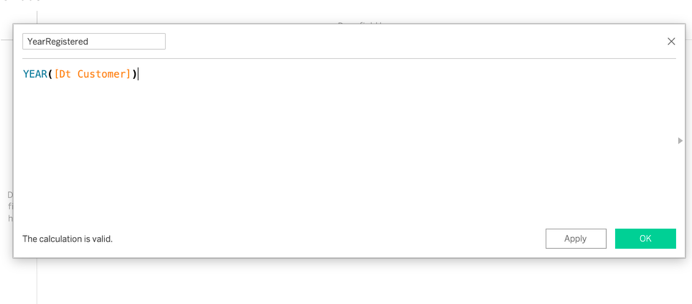 YearRegistered
YEAR([Dt Customer])
The calculation is valid.
Apply
OK